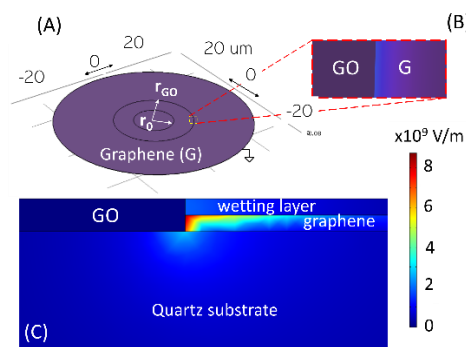 (A)
20
20 um
0
0
-20
-20
r_GO
r_0
Graphene (G)
(B)
GO
G
x10^9 V/m
8
6
4
2
0
GO
wetting layer
graphene
Quartz substrate
(C)